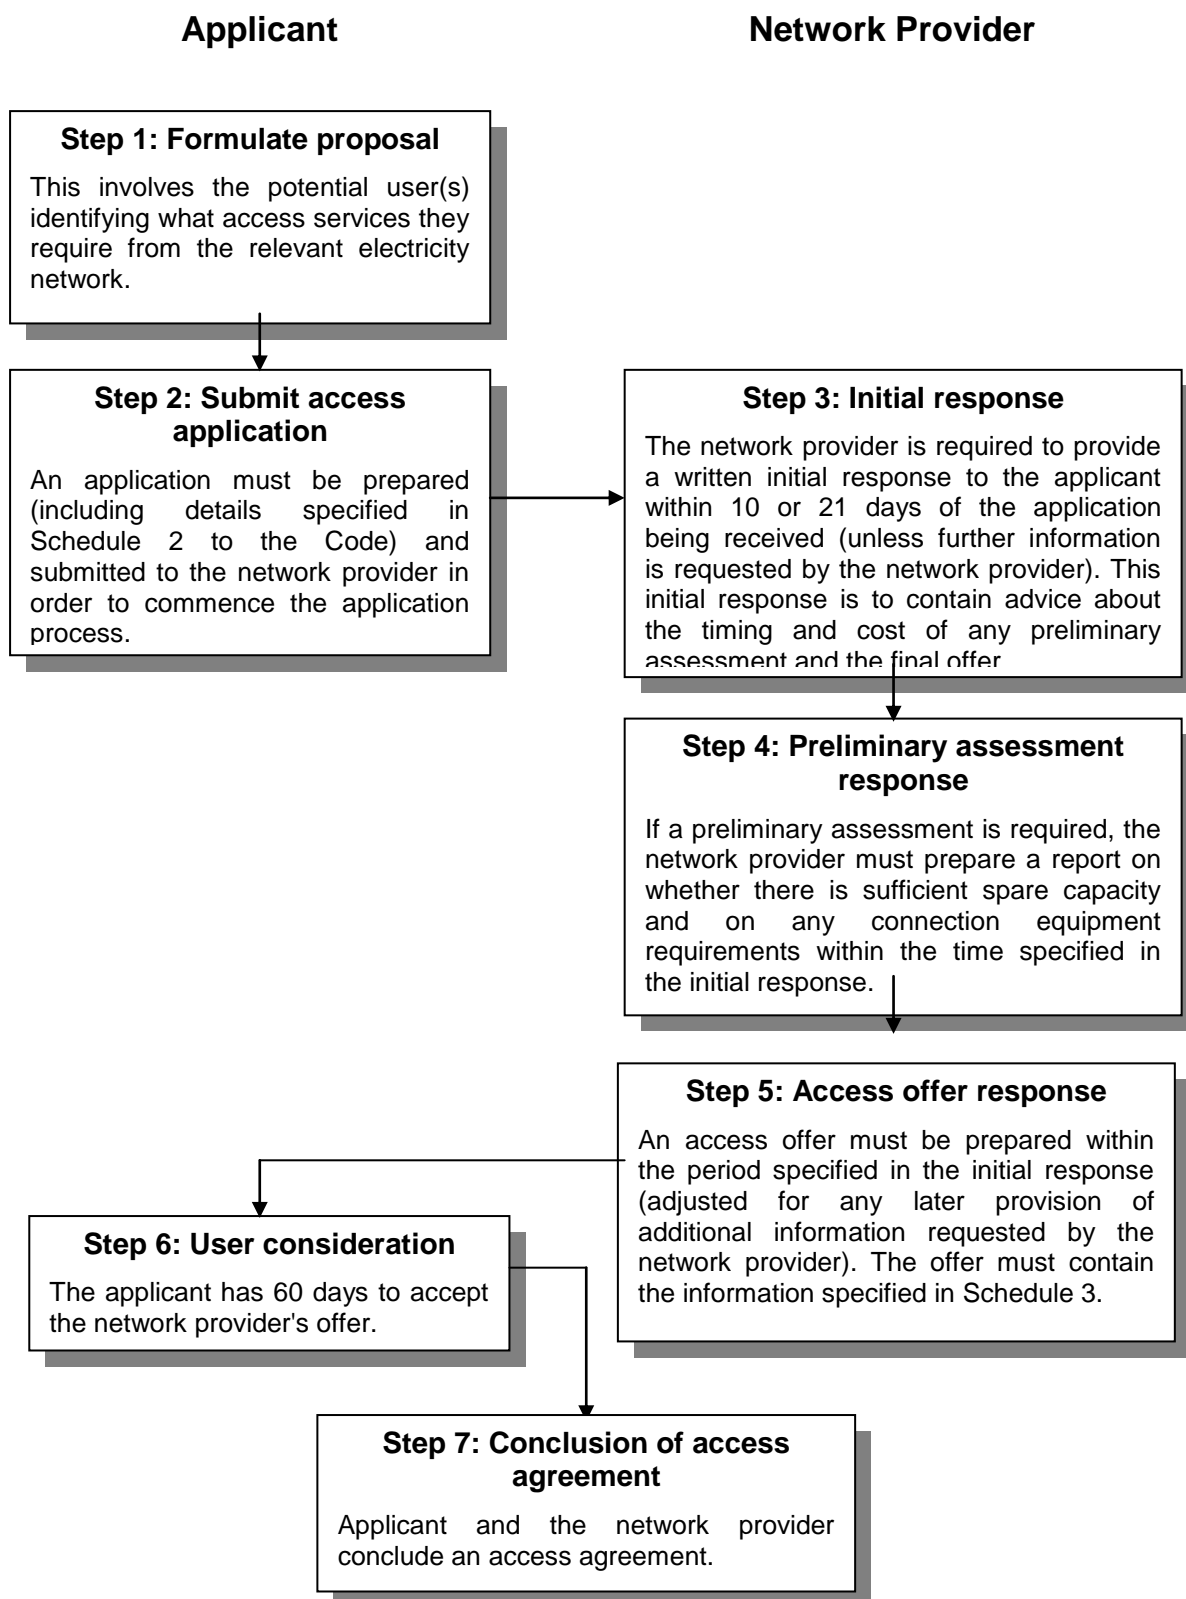 Applicant
Network Provider
Step 1: Formulate proposal
This involves the potential user(s)
identifying what access services they
require from the relevant electricity
network.
Step 2: Submit access
application
An application must be prepared
(including details specified in
Schedule 2 to the Code) and
submitted to the network provider in
order to commence the application
process.
Step 3: Initial response
The network provider is required to provide
a written initial response to the applicant
within 10 or 21 days of the application
being received (unless further information
is requested by the network provider). This
initial response is to contain advice about
the timing and cost of any preliminary
assessment and the final offer
Step 4: Preliminary assessment
response
If a preliminary assessment is required, the
network provider must prepare a report on
whether there is sufficient spare capacity
and on any connection equipment
requirements within the time specified in
the initial response.
Step 5: Access offer response
An access offer must be prepared within
the period specified in the initial response
(adjusted for any later provision of
additional information requested by the
network provider). The offer must contain
the information specified in Schedule 3.
Step 6: User consideration
The applicant has 60 days to accept
the network provider's offer.
Step 7: Conclusion of access
agreement
Applicant and the network provider
conclude an access agreement.